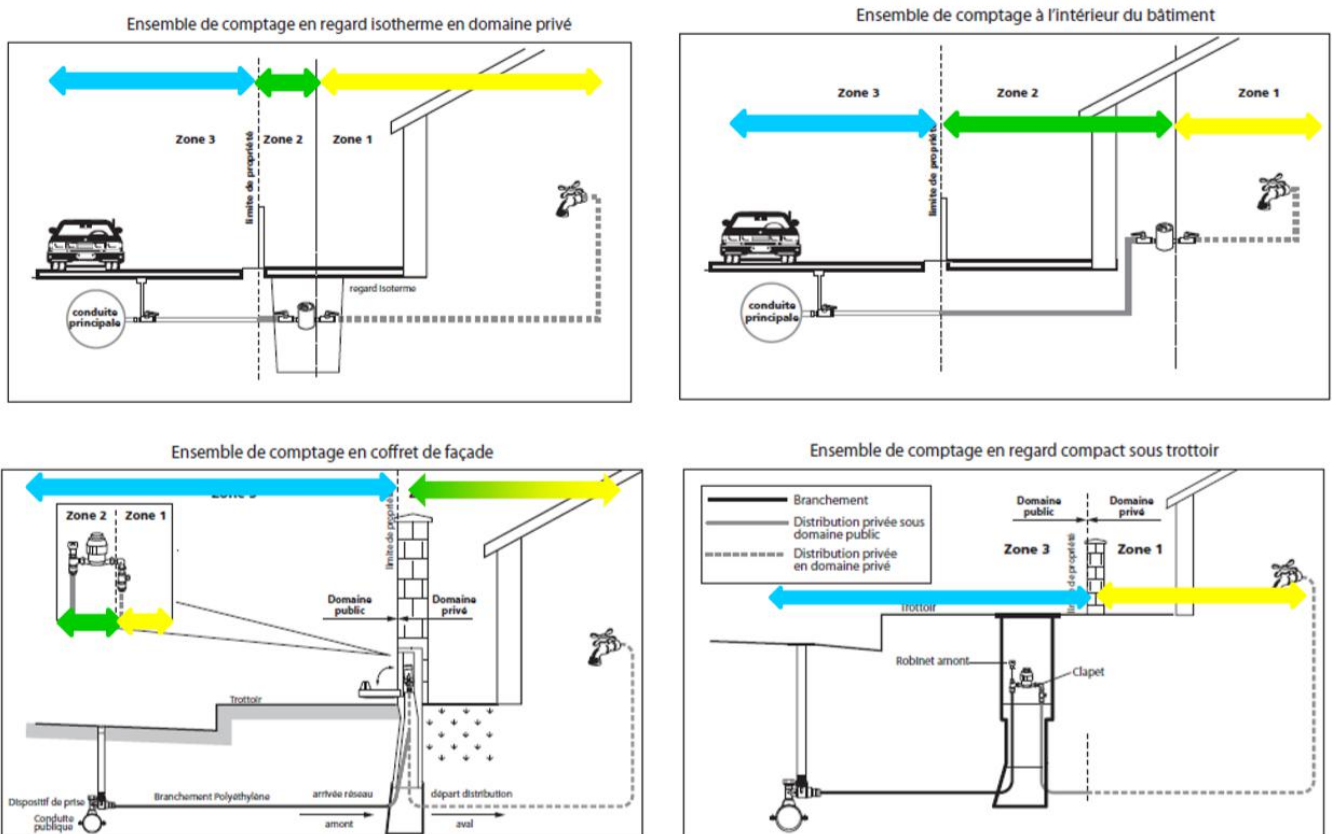 Ensemble de comptage en regard isotherme en domaine privé
Zone 3
Zone 2
Zone 1
limite de propriété
regard Isoterme
conduite
principale
Ensemble de comptage à l'intérieur du bâtiment
Zone 3
Zone 2
Zone 1
limite de propriété
conduite
principale
Ensemble de comptage en coffret de façade
Zone 2
Zone 1
limite de propriété
Domaine
public
Domaine
privé
Trottoir
Dispositif de prise
Conduite
publique
Branchement Polyéthylène
arrivée réseau
amont
départ distribution
aval
Ensemble de comptage en regard compact sous trottoir
Branchement
Distribution privée sous
domaine public
Distribution privée
en domaine privé
Domaine
public
Domaine
privé
Zone 3
Zone 1
Trottoir
Robinet amont
Clapet